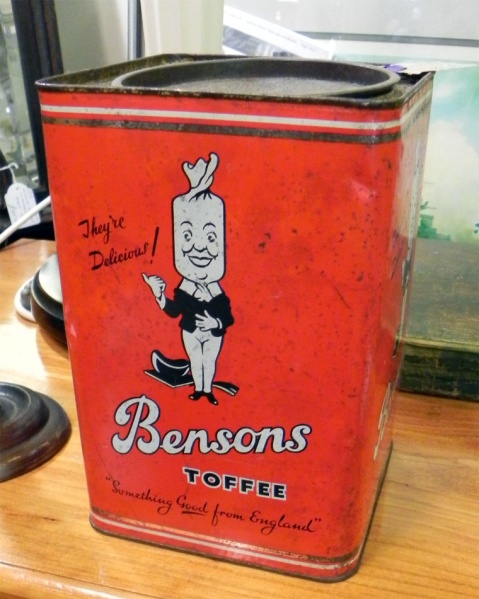 They're
Delicious!
Bensons
TOFFEE
"Something Good from England"